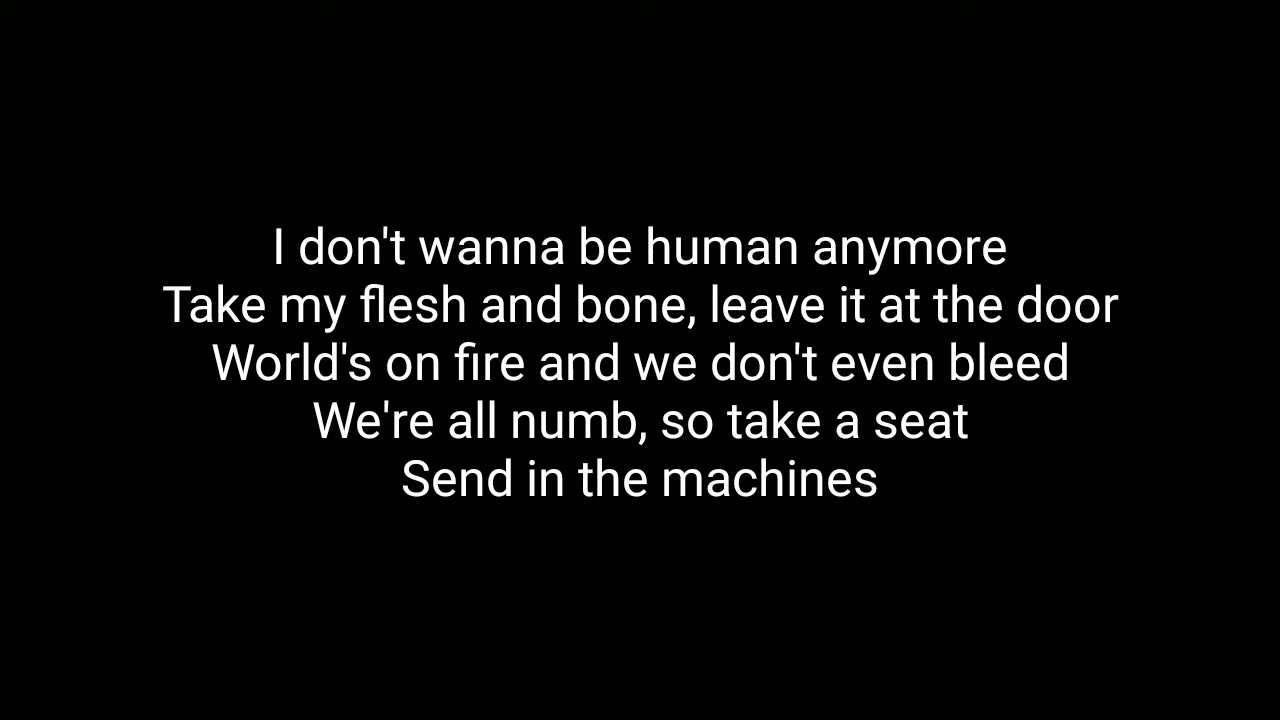 I don't wanna be human anymore
Take my flesh and bone, leave it at the door
World's on fire and we don't even bleed
We're all numb, so take a seat
Send in the machines